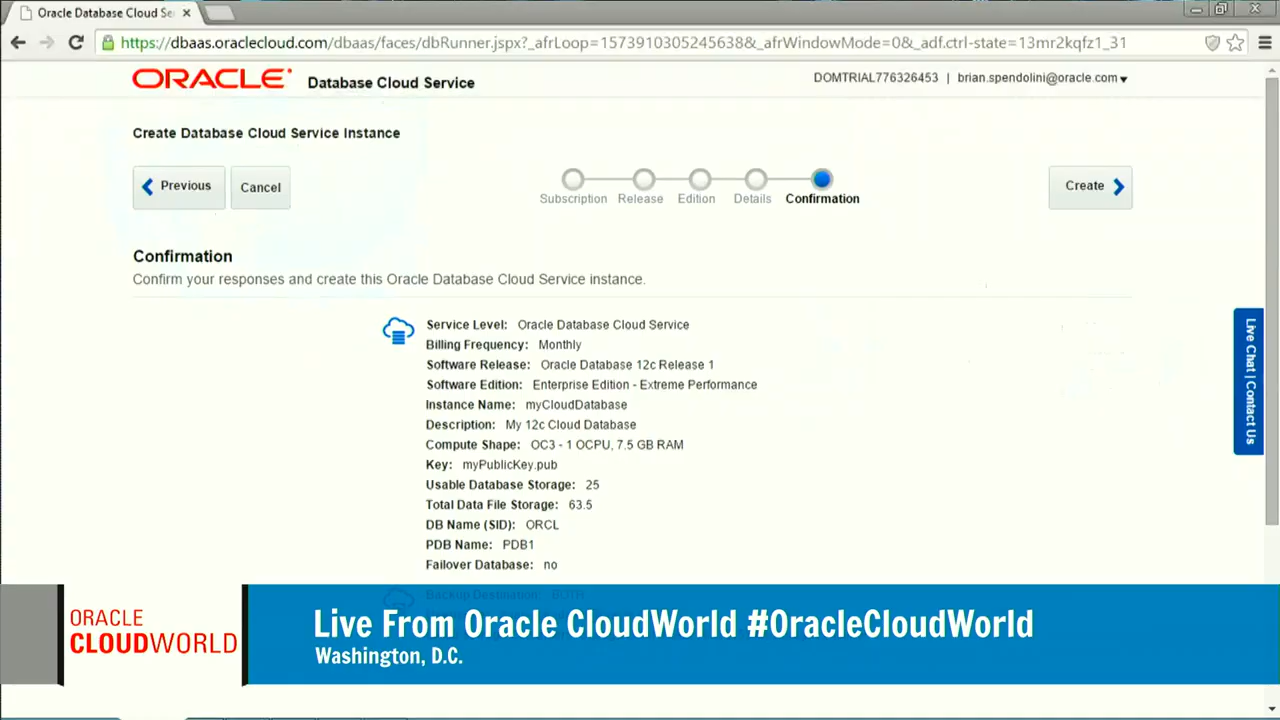 Oracle Database Cloud Se
https://dbaas.oraclecloud.com/dbaas/faces/dbRunner.jspx?_afrLoop=1573910305245638&_afrWindowMode=0&_adf.ctrl-state=13mr2kqfz1_31
ORACLE Database Cloud Service
DOMTRIAL776326453 | brian.spendolini@oracle.com
Create Database Cloud Service Instance
Previous Cancel
Subscription Release Edition Details Confirmation
Create
Confirmation
Confirm your responses and create this Oracle Database Cloud Service instance.
Service Level: Oracle Database Cloud Service
Billing Frequency: Monthly
Software Release: Oracle Database 12c Release 1
Software Edition: Enterprise Edition - Extreme Performance
Instance Name: myCloudDatabase
Description: My 12c Cloud Database
Compute Shape: OC3 - 1 OCPU, 7.5 GB RAM
Key: myPublicKey.pub
Usable Database Storage: 25
Total Data File Storage: 63.5
DB Name (SID): ORCL
PDB Name: PDB1
Failover Database: no
Backup Destination: BOTH
Live Chat | Contact Us
ORACLE
CLOUDWORLD
Live From Oracle CloudWorld #OracleCloudWorld
Washington, D.C.